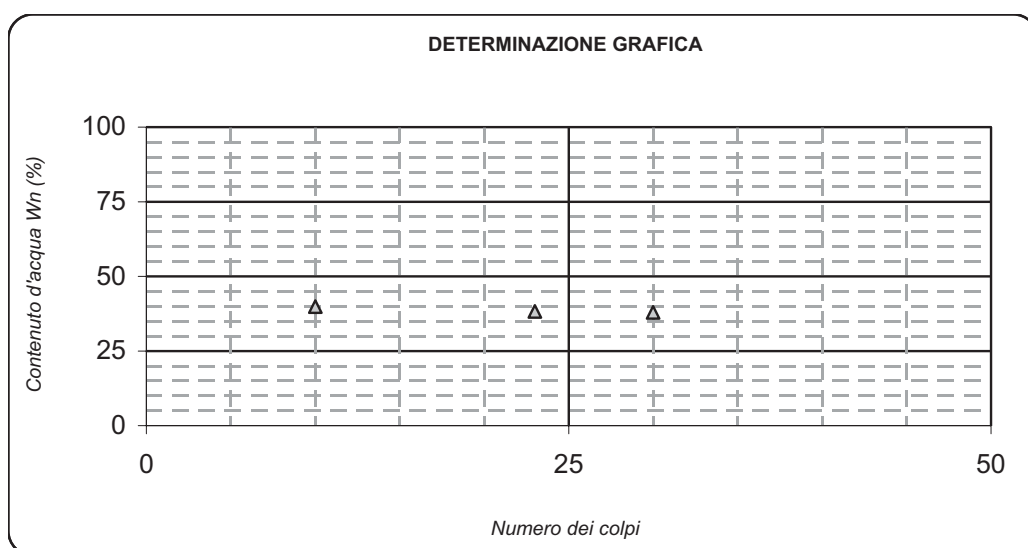 DETERMINAZIONE GRAFICA
Contenuto d'acqua Wn (%)
100
75
50
25
0
0 25 50
Numero dei colpi